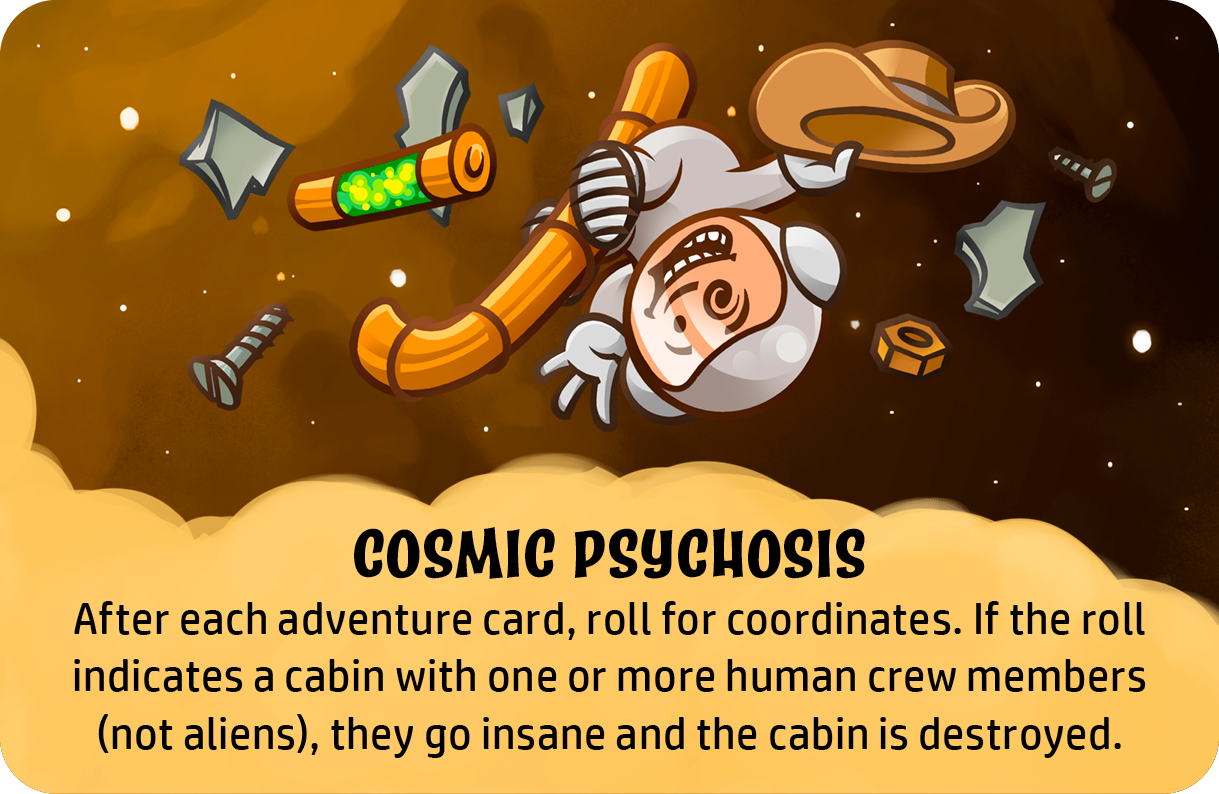 COSMIC PSYCHOSIS
After each adventure card, roll for coordinates. If the roll
indicates a cabin with one or more human crew members
(not aliens), they go insane and the cabin is destroyed.